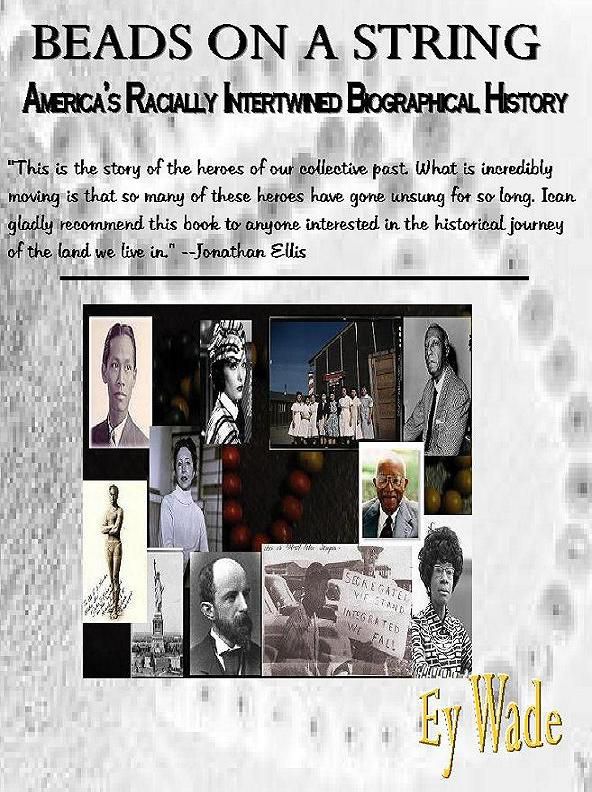 BEADS ON A STRING
AMERICA'S RACIALLY INTERTWINED BIOGRAPHICAL HISTORY
"This is the story of the heroes of our collective past. What is incredibly
moving is that so many of these heroes have gone unsung for so long. Ican
gladly recommend this book to anyone interested in the historical journey
of the land we live in." --Jonathan Ellis
SEGREGATED
WE STAND
INTEGRATED
WE FALL
Ey Wade